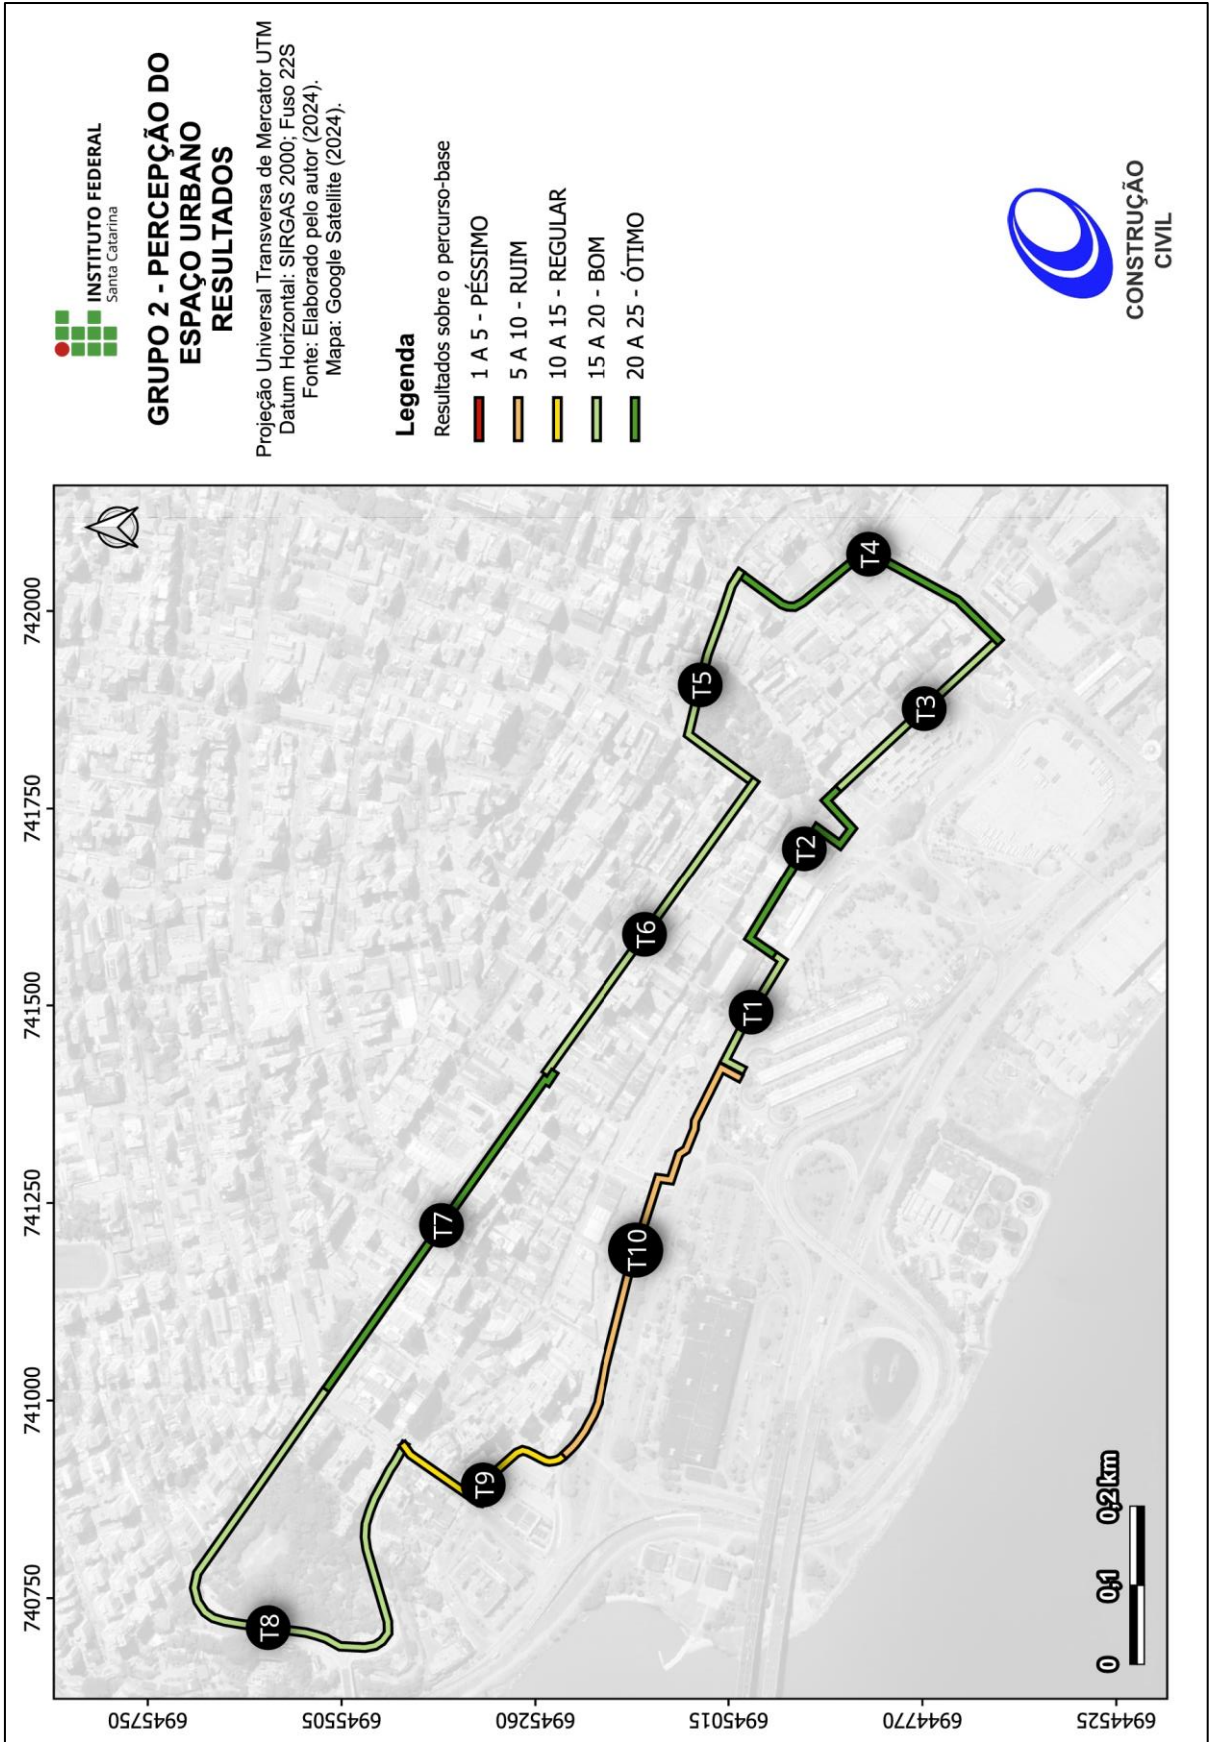 INSTITUTO FEDERAL
Santa Catarina
GRUPO 2 - PERCEPÇÃO DO
ESPAÇO URBANO
RESULTADOS
Projeção Universal Transversa de Mercator UTM
Datum Horizontal: SIRGAS 2000; Fuso 22S
Fonte: Elaborado pelo autor (2024).
Mapa: Google Satellite (2024).
Legenda
Resultados sobre o percurso-base
1 A 5 - PÉSSIMO
5 A 10 - RUIM
10 A 15 - REGULAR
15 A 20 - BOM
20 A 25 - ÓTIMO
CONSTRUÇÃO
CIVIL
740750
741000
741250
741500
741750
742000
6945750
6945505
6945260
6945015
6944770
6944525
T8
T7
T9
T6
T10
T5
T1
T2
T4
T3
0 0,1 0,2 km